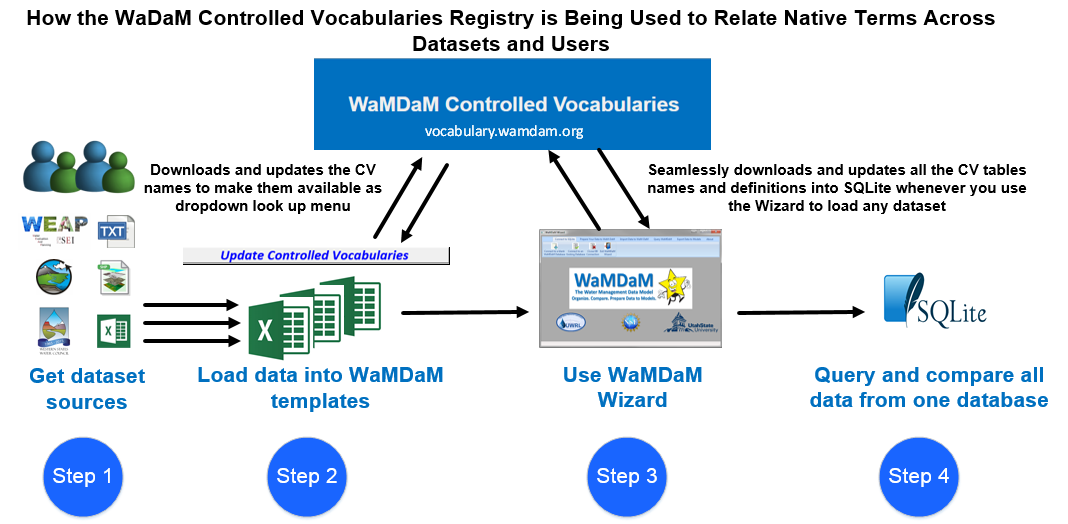 How the WaDaM Controlled Vocabularies Registry is Being Used to Relate Native Terms Across
Datasets and Users
WaMDaM Controlled Vocabularies
vocabulary.wamdam.org
Downloads and updates the CV
names to make them available as
dropdown look up menu
Seamlessly downloads and updates all the CV tables
names and definitions into SQLite whenever you use
the Wizard to load any dataset
WEAP
SEI
TXT
Update Controlled Vocabularies
WaMDaM
The Water Management Data Model
Organize. Compare. Prepare Data to Models.
UWRL
UtahState
University
SQLite
X
X
Get dataset
sources
Load data into WaMDaM
templates
Use WaMDaM
Wizard
Query and compare all
data from one database
Step 1
Step 2
Step 3
Step 4